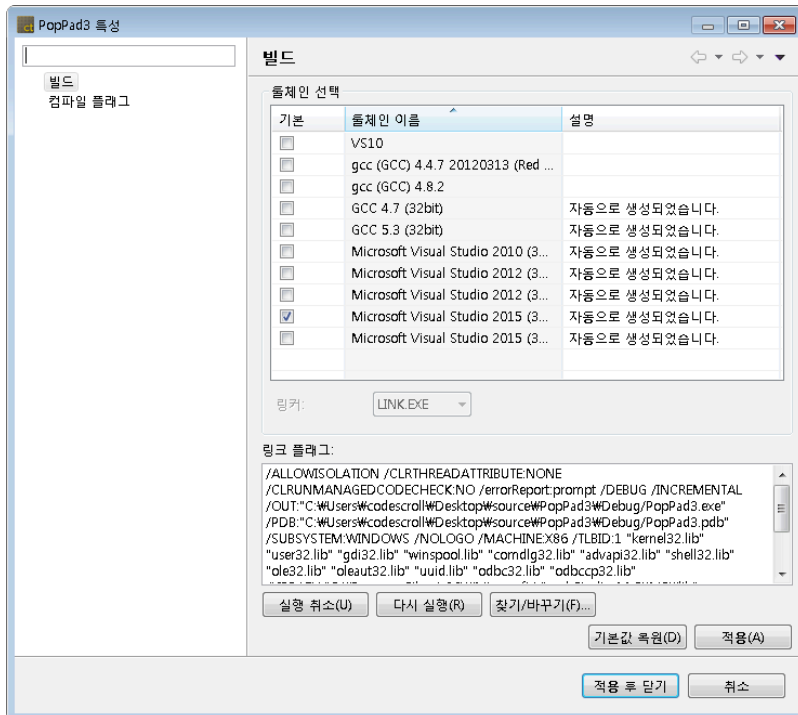 PopPad3 특성
빌드
컴파일 플래그
빌드
툴체인 선택
기본 툴체인 이름 설명
VS10
gcc (GCC) 4.4.7 20120313 (Red ...
gcc (GCC) 4.8.2
GCC 4.7 (32bit) 자동으로 생성되었습니다.
GCC 5.3 (32bit) 자동으로 생성되었습니다.
Microsoft Visual Studio 2010 (3... 자동으로 생성되었습니다.
Microsoft Visual Studio 2012 (3... 자동으로 생성되었습니다.
Microsoft Visual Studio 2012 (3... 자동으로 생성되었습니다.
Microsoft Visual Studio 2015 (3... 자동으로 생성되었습니다.
Microsoft Visual Studio 2015 (3... 자동으로 생성되었습니다.
링커: LINK.EXE
링크 플래그:
/ALLOWISOLATION /CLRTHREADATTRIBUTE:NONE
/CLRUNMANAGEDCODECHECK:NO /errorReport:prompt /DEBUG /INCREMENTAL
/OUT:"C:₩Users₩codescroll₩Desktop₩source₩PopPad3₩Debug/PopPad3.exe"
/PDB:"C:₩Users₩codescroll₩Desktop₩source₩PopPad3₩Debug/PopPad3.pdb"
/SUBSYSTEM:WINDOWS /NOLOGO /MACHINE:X86 /TLBID:1 "kernel32.lib"
"user32.lib" "gdi32.lib" "winspool.lib" "comdlg32.lib" "advapi32.lib" "shell32.lib"
"ole32.lib" "oleaut32.lib" "uuid.lib" "odbc32.lib" "odbccp32.lib"
실행 취소(U) 다시 실행(R) 찾기/바꾸기(F)...
기본값 복원(D) 적용(A)
적용 후 닫기 취소